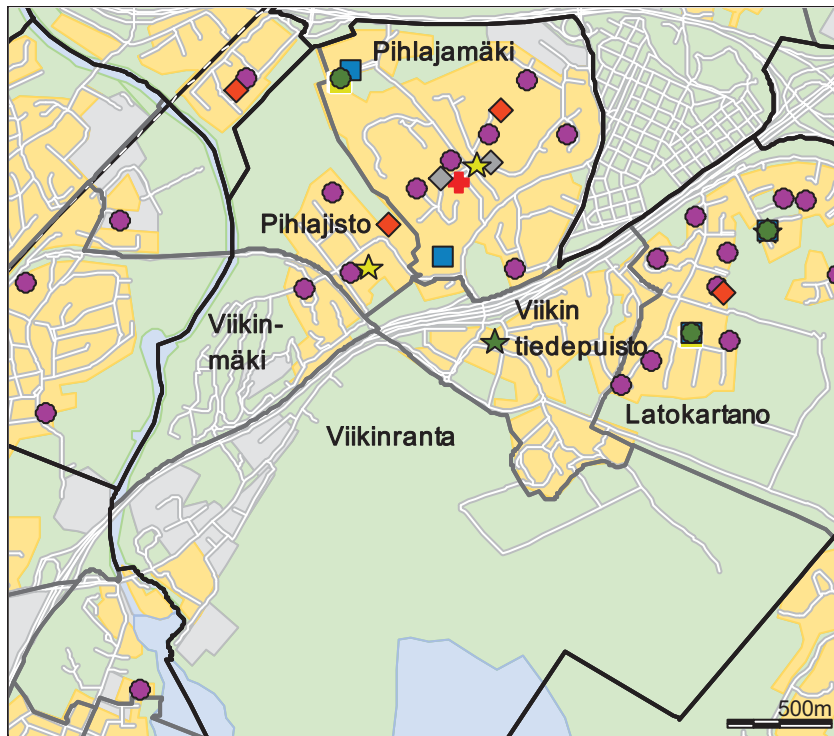 Pihlajamäki
Pihlajisto
Viikin-
mäki
Viikin
tiedepuisto
Latokartano
Viikinranta
500m